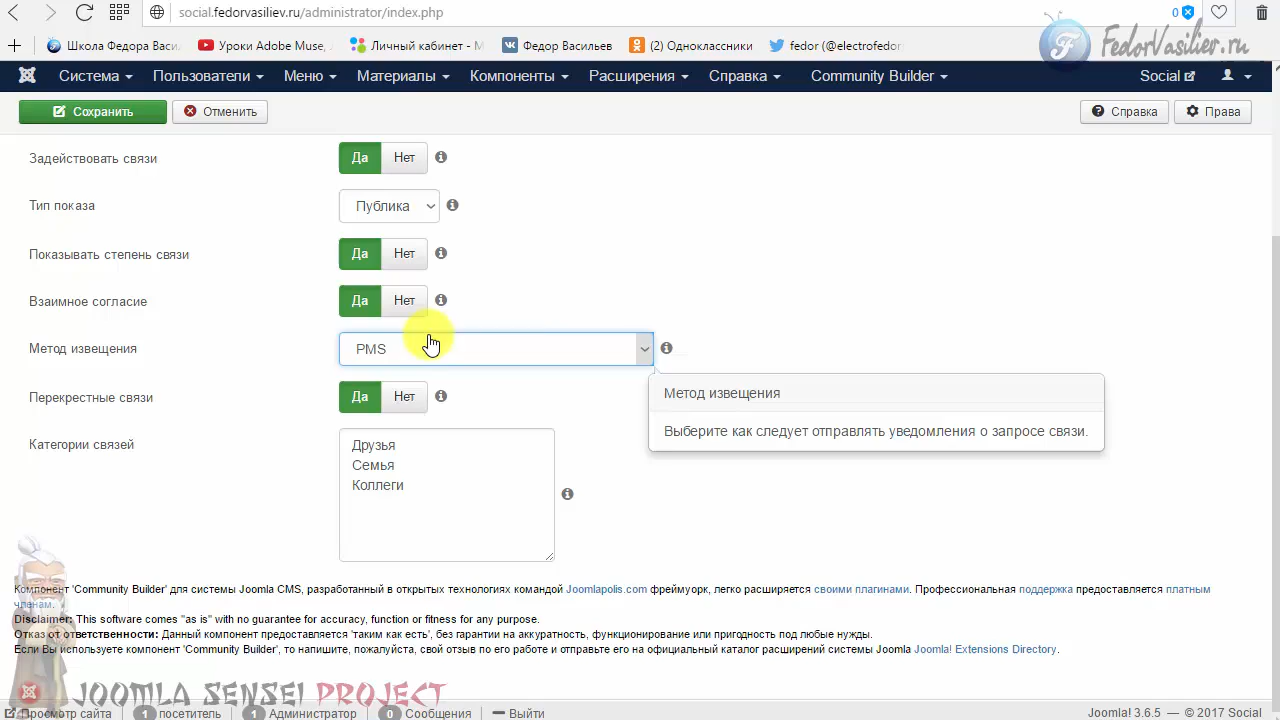 social.fedorvasiliev.ru/administrator/index.php
0
Школа Федора Васи
Уроки Adobe Muse,
Личный кабинет - М
Федор Васильев
(2) Одноклассники
fedor (@electrofedor
FedorVasiliev.ru
Система
Пользователи
Меню
Материалы
Компоненты
Расширения
Справка
Community Builder
Social
Сохранить
Отменить
Справка
Права
Задействовать связи
Да
Нет
Тип показа
Публика
Показывать степень связи
Да
Нет
Взаимное согласие
Да
Нет
Метод извещения
PMS
Метод извещения
Выберите как следует отправлять уведомления о запросе связи.
Перекрестные связи
Да
Нет
Категории связей
Друзья
Семья
Коллеги
Компонент 'Community Builder' для системы Joomla CMS, разработанный в открытых технологиях командой Joomlapolis.com фреймуорк, легко расширяется своими плагинами. Профессиональная поддержка предоставляется платным
членам.
Disclaimer: This software comes "as is" with no guarantee for accuracy, function or fitness for any purpose.
Отказ от ответственности: Данный компонент предоставляется 'таким как есть', без гарантии на аккуратность, функционирование или пригодность под любые нужды.
Если Вы используете компонент 'Community Builder', то напишите, пожалуйста, свой отзыв по его работе и отправьте его на официальный каталог расширений системы Joomla Joomla! Extensions Directory.
JOOMLA SENSEI PROJECT
Просмотр сайта
1 посетитель
1 Администратор
0 Сообщения
Выйти
Joomla! 3.6.5 — © 2017 Social